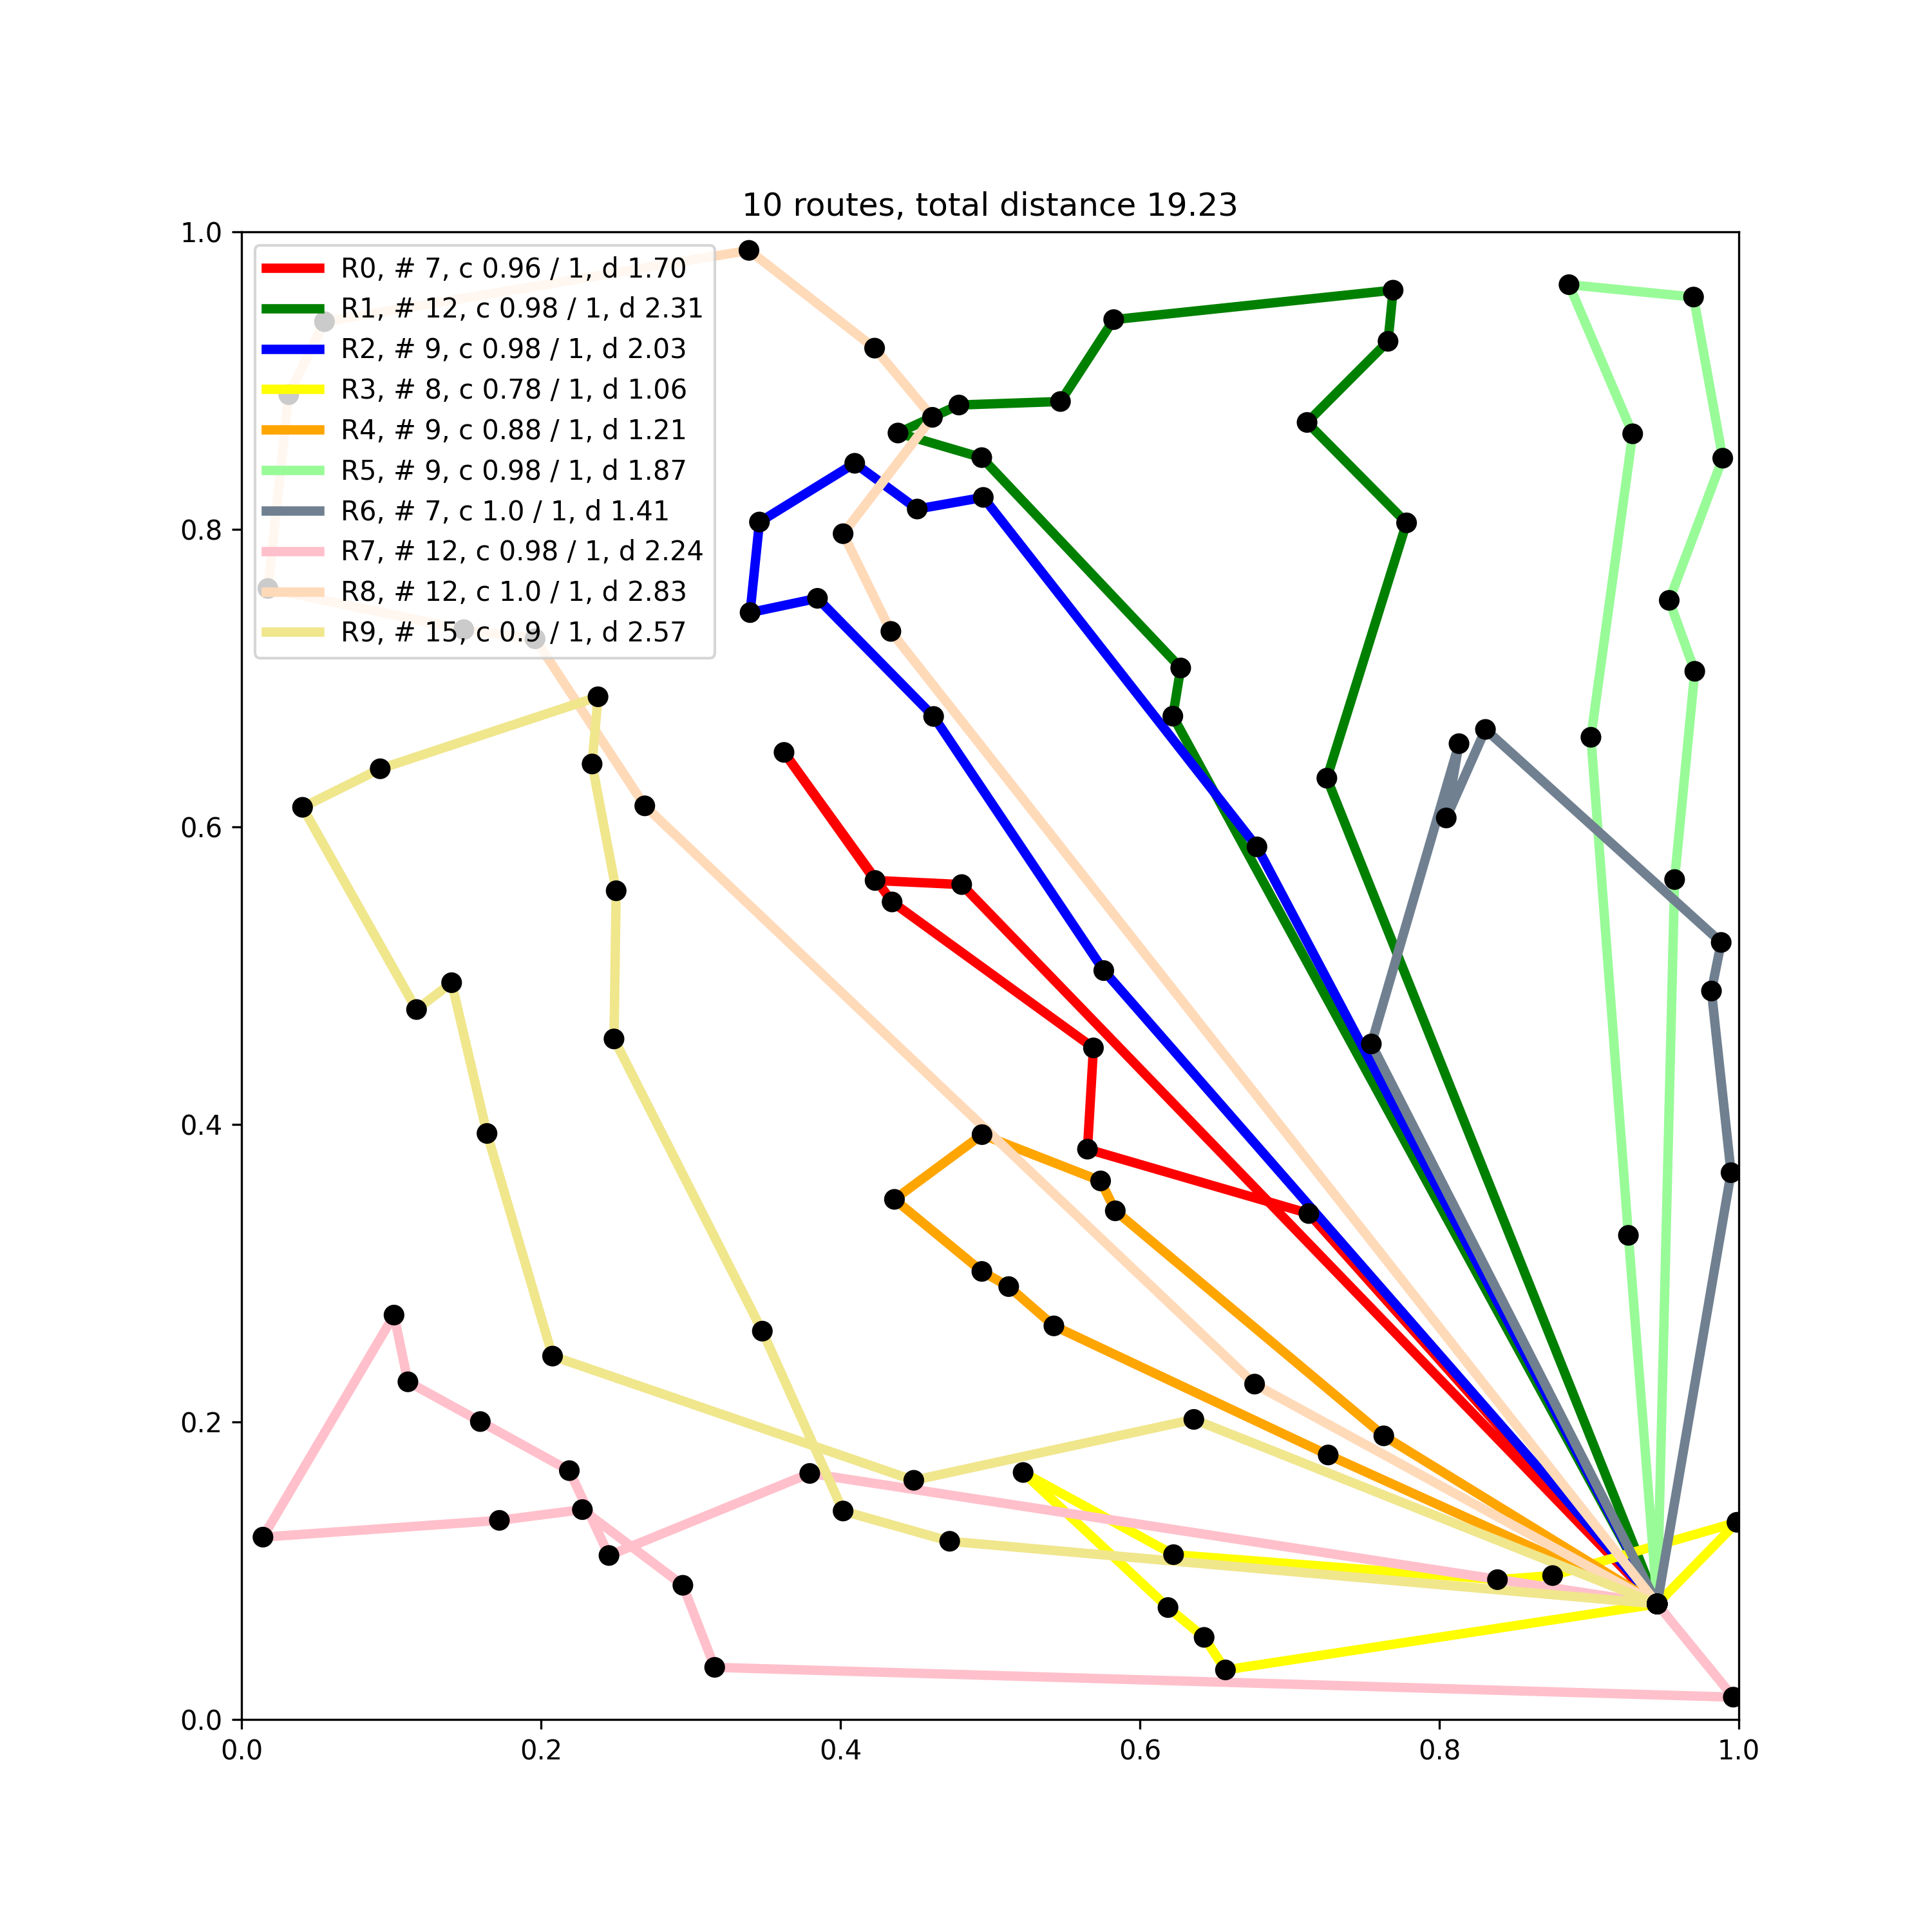 10 routes, total distance 19.23
1.0
R0, # 7, c 0.96 / 1, d 1.70
R1, # 12, c 0.98 / 1, d 2.31
R2, # 9, c 0.98 / 1, d 2.03
R3, # 8, c 0.78 / 1, d 1.06
R4, # 9, c 0.88 / 1, d 1.21
R5, # 9, c 0.98 / 1, d 1.87
R6, # 7, c 1.0 / 1, d 1.41
R7, # 12, c 0.98 / 1, d 2.24
R8, # 12, c 1.0 / 1, d 2.83
R9, # 15, c 0.9 / 1, d 2.57
0.8
0.6
0.4
0.2
0.0
0.0 0.2 0.4 0.6 0.8 1.0